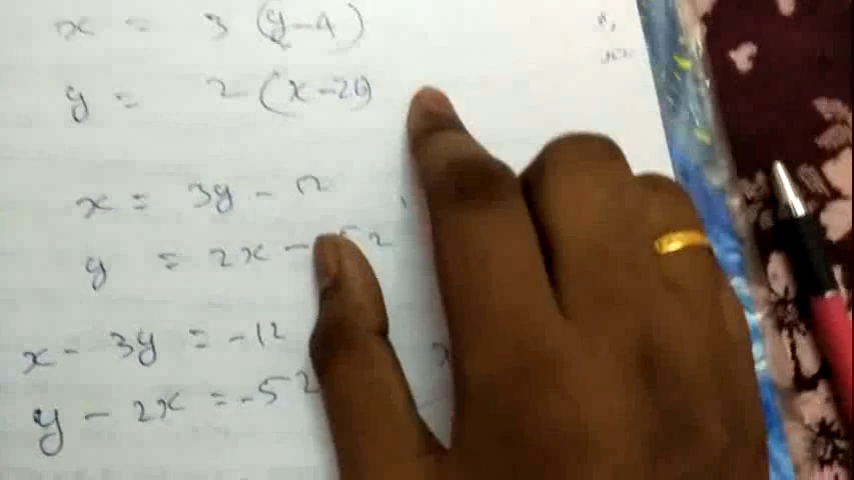 x = 3 (y-4)
y = 2 (x-26)
x = 3y - 12
y = 2x - 52
x - 3y = -12
y - 2x = -52